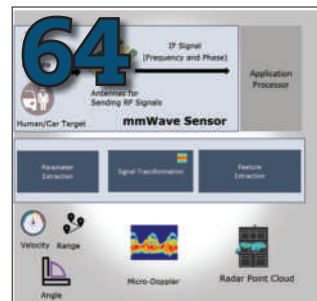 64
IF Signal
(Frequency and Phase)
Application
Processor
Antennas for
Sending RF Signals
Human/Car Target
mmWave Sensor
Parameter
Extraction
Signal Transformation
Feature
Extraction
Velocity
Range
Angle
Micro-Doppler
Radar Point Cloud